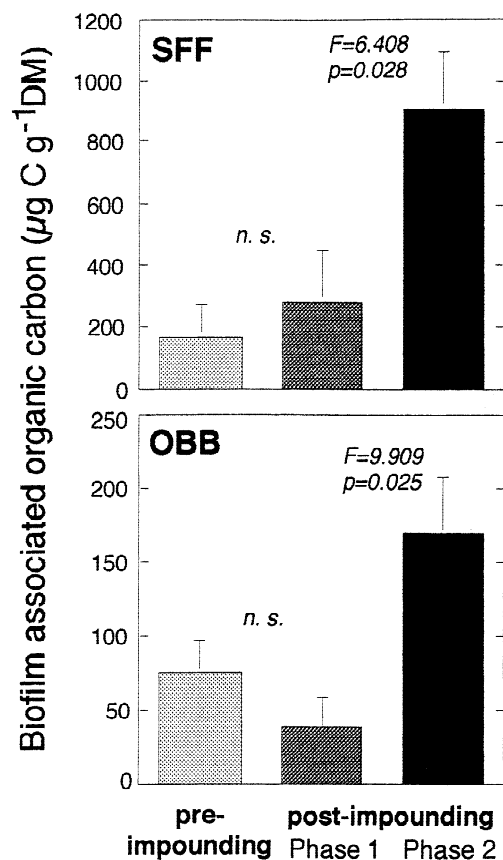 Biofilm associated organic carbon (µg C g⁻¹DM)
1200
1000
800
600
400
200
0
SFF
F=6.408
p=0.028
n. s.
250
200
150
100
50
0
OBB
F=9.909
p=0.025
n. s.
pre-
impounding
post-impounding
Phase 1 Phase 2